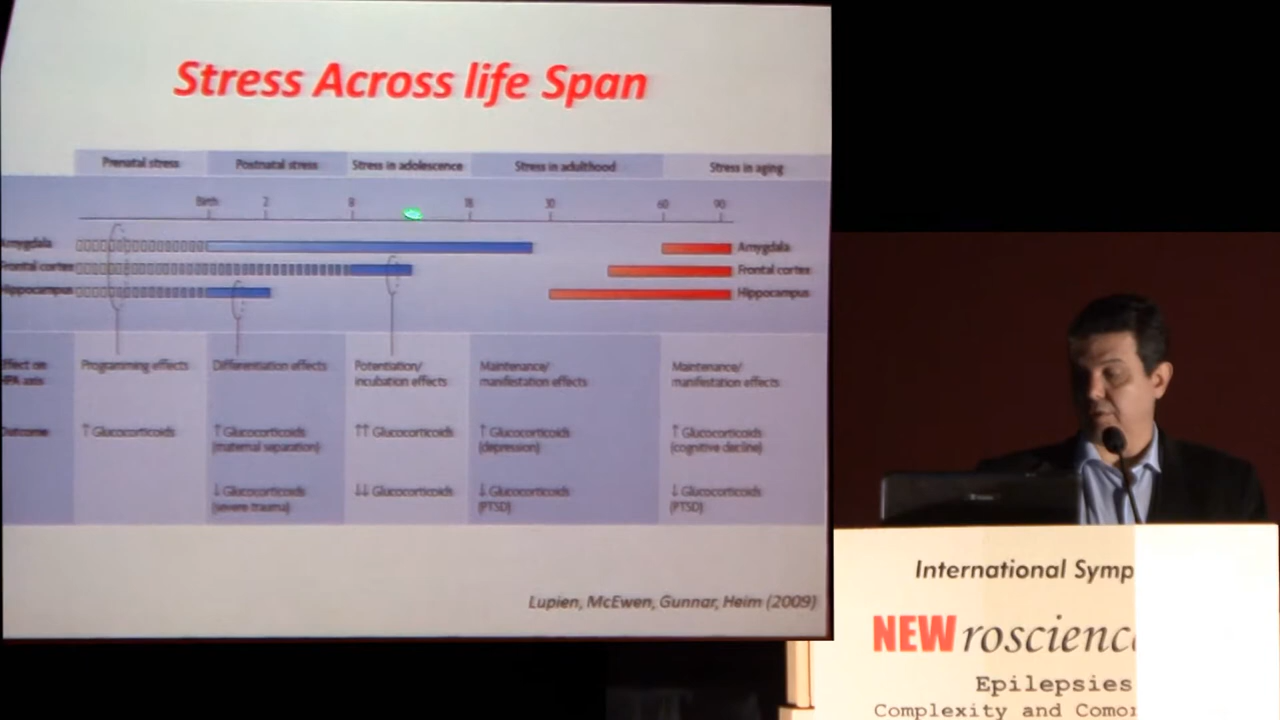 Stress Across life Span
Prenatal stress Postnatal stress Stress in adolescence Stress in adulthood Stress in aging
Birth 2 8 18 30 60 90
Amygdala Amygdala
Frontal cortex Frontal cortex
Hippocampus Hippocampus
Effect on
HPA axis
Programming effects
Differentiation effects
Potentiation/
incubation effects
Maintenance/
manifestation effects
Maintenance/
manifestation effects
Outcome
↑ Glucocorticoids
↑ Glucocorticoids
(maternal separation)
↑↑ Glucocorticoids
↑ Glucocorticoids
(depression)
↑ Glucocorticoids
(cognitive decline)
↓ Glucocorticoids
(severe trauma)
↓↓ Glucocorticoids
↓ Glucocorticoids
(PTSD)
↓ Glucocorticoids
(PTSD)
Lupien, McEwen, Gunnar, Heim (2009)
International Symp
NEWroscienc
Epilepsies
Complexity and Comor